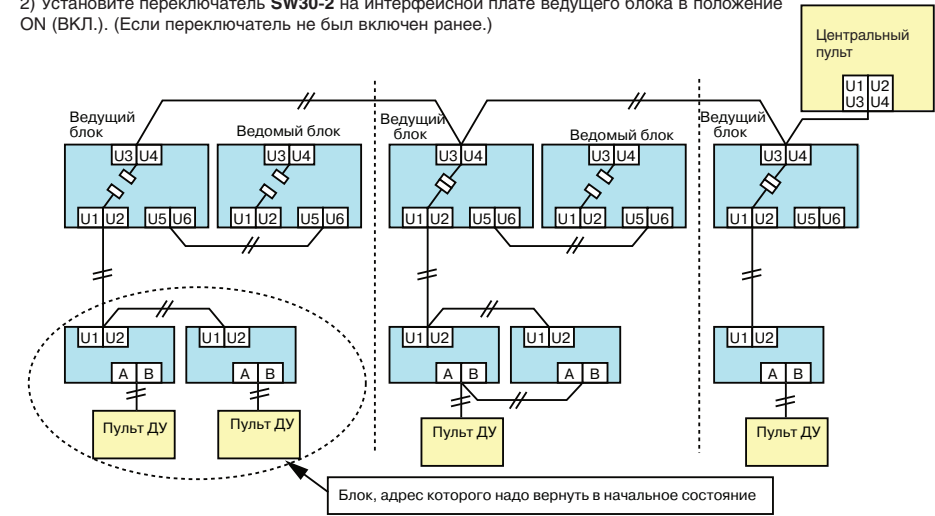 2) Установите переключатель SW30-2 на интерфейсной плате ведущего блока в положение
ON (ВКЛ.). (Если переключатель не был включен ранее.)
Центральный
пульт
U1 U2
U3 U4
Ведущий
блок
Ведомый блок
Ведущий
блок
Ведомый блок
Ведущий
блок
U3 U4
U3 U4
U3 U4
U3 U4
U3 U4
U1 U2
U5 U6
U1 U2
U5 U6
U1 U2
U5 U6
U1 U2
U5 U6
U1 U2
U5 U6
U1 U2
U1 U2
U1 U2
U1 U2
U1 U2
A B
A B
A B
A B
A B
Пульт ДУ
Пульт ДУ
Пульт ДУ
Пульт ДУ
Блок, адрес которого надо вернуть в начальное состояние